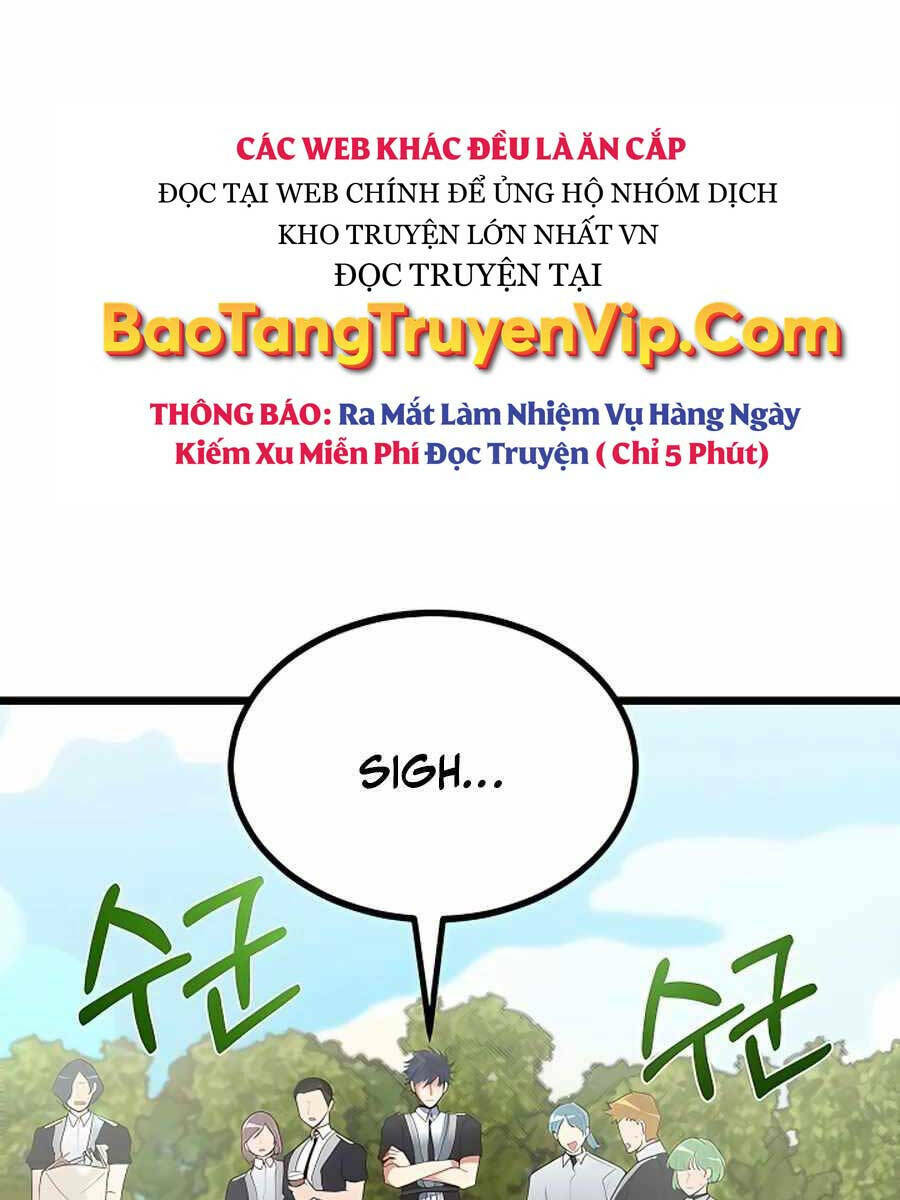 CÁC WEB KHÁC ĐỀU LÀ ĂN CẮP
ĐỌC TẠI WEB CHÍNH ĐỂ ỦNG HỘ NHÓM DỊCH
KHO TRUYỆN LỚN NHẤT VN
ĐỌC TRUYỆN TẠI
BaoTangTruyenVip.Com
THÔNG BÁO: Ra Mắt Làm Nhiệm Vụ Hàng Ngày
Kiếm Xu Miễn Phí Đọc Truyện ( Chỉ 5 Phút)
SIGH...
수군
수군